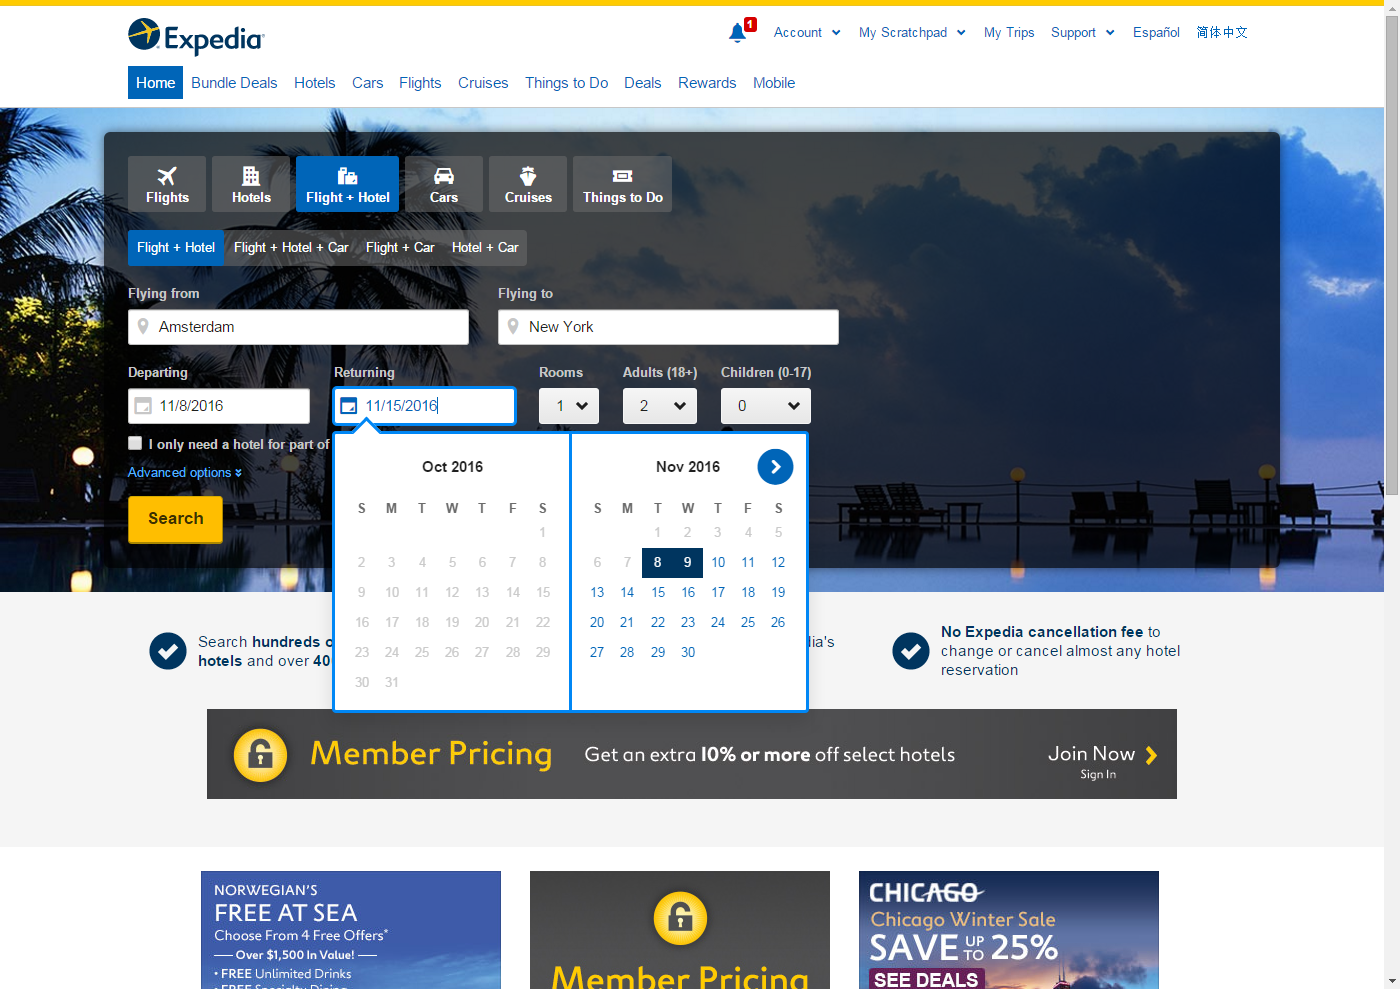 Expedia
1
Account
My Scratchpad
My Trips
Support
Español
简体中文
Home
Bundle Deals
Hotels
Cars
Flights
Cruises
Things to Do
Deals
Rewards
Mobile
Flights
Hotels
Flight + Hotel
Cars
Cruises
Things to Do
Flight + Hotel
Flight + Hotel + Car
Flight + Car
Hotel + Car
Flying from
Flying to
Amsterdam
New York
Departing
Returning
Rooms
Adults (18+)
Children (0-17)
11/8/2016
11/15/2016
1
2
0
I only need a hotel for part of
Advanced options
Search
Oct 2016
S M T W T F S
1
2 3 4 5 6 7 8
9 10 11 12 13 14 15
16 17 18 19 20 21 22
23 24 25 26 27 28 29
30 31
Nov 2016
S M T W T F S
1 2 3 4 5
6 7 8 9 10 11 12
13 14 15 16 17 18 19
20 21 22 23 24 25 26
27 28 29 30
Search hundreds
hotels and over 40
ia's
No Expedia cancellation fee to
change or cancel almost any hotel
reservation
Member Pricing
Get an extra 10% or more off select hotels
Join Now
Sign In
NORWEGIAN'S
FREE AT SEA
Choose From 4 Free Offers*
Over $1,500 In Value!
• FREE Unlimited Drinks
• FREE Specialty Dining
Member Pricing
CHICAGO
Chicago Winter Sale
SAVE UP TO 25%
SEE DEALS